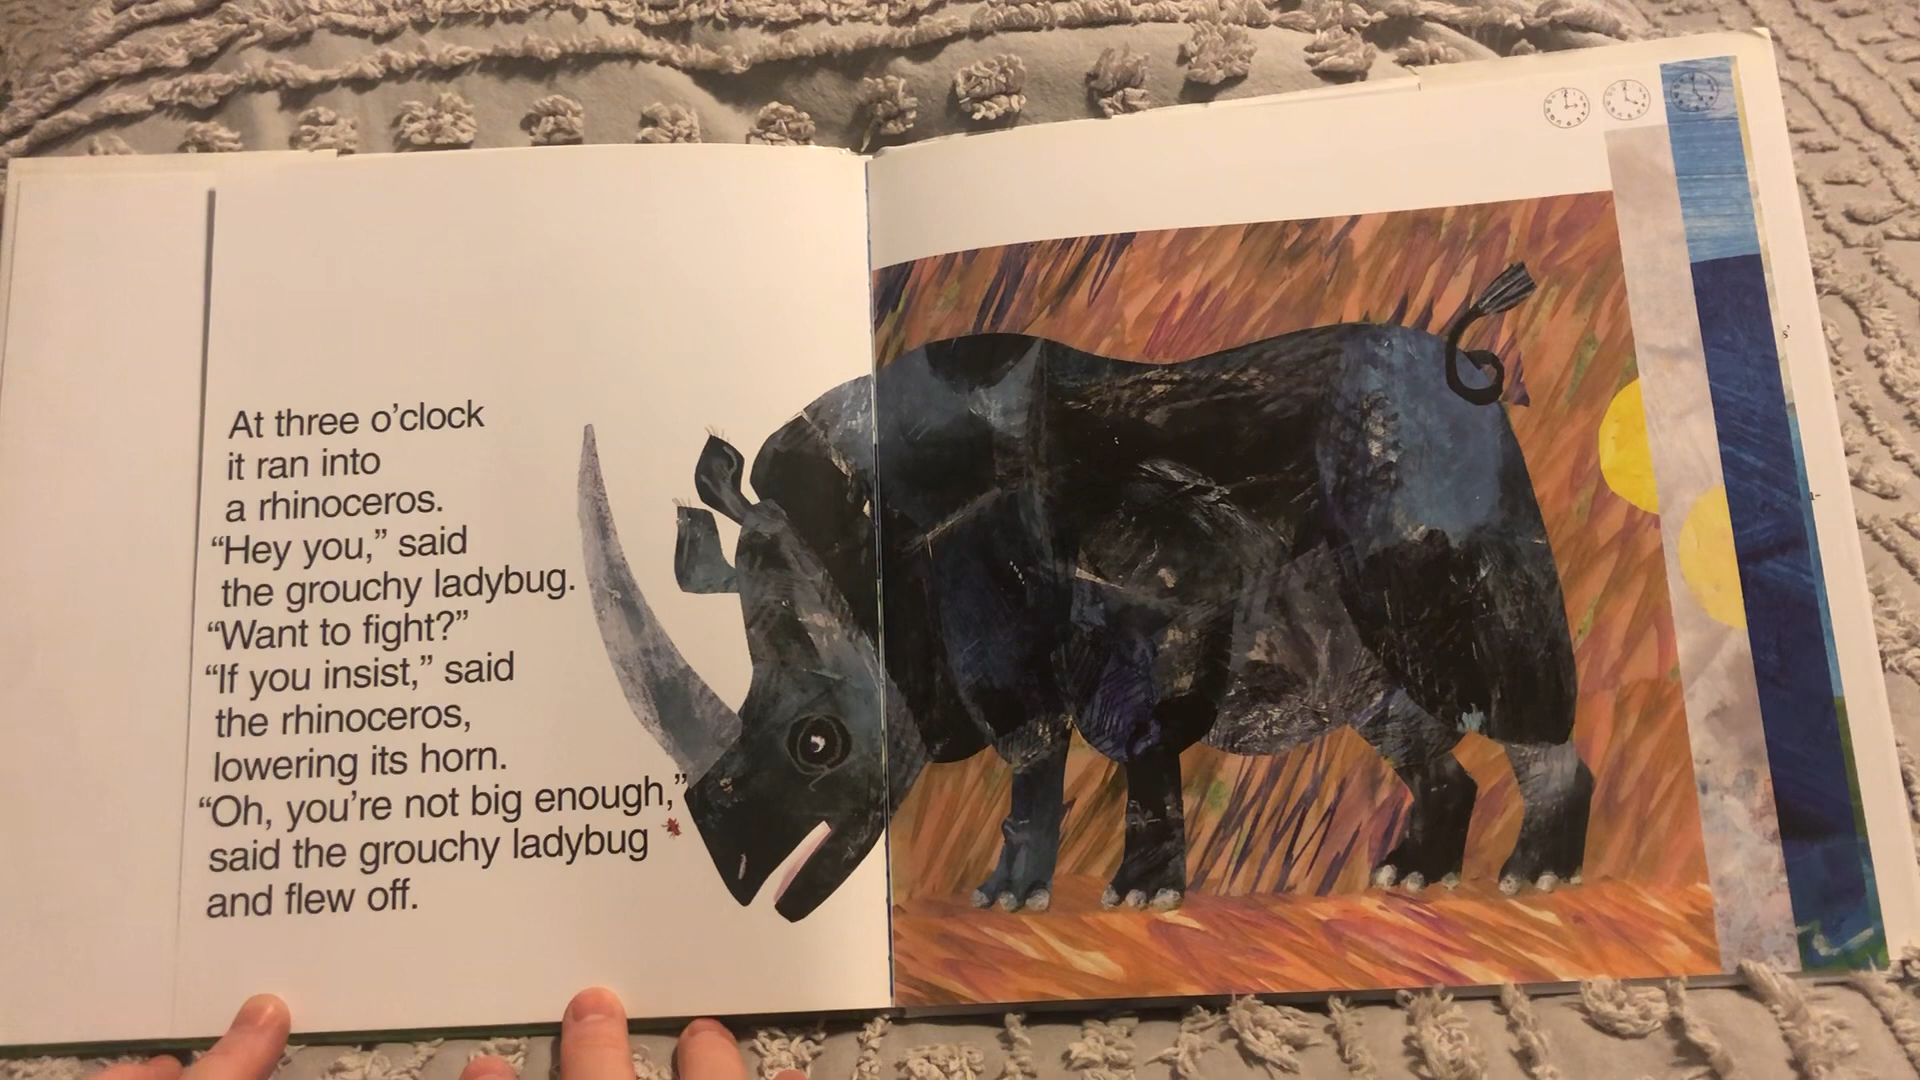 At three o’clock
it ran into
a rhinoceros.
“Hey you,” said
the grouchy ladybug.
“Want to fight?”
“If you insist,” said
the rhinoceros,
lowering its horn.
“Oh, you’re not big enough,”
said the grouchy ladybug
and flew off.